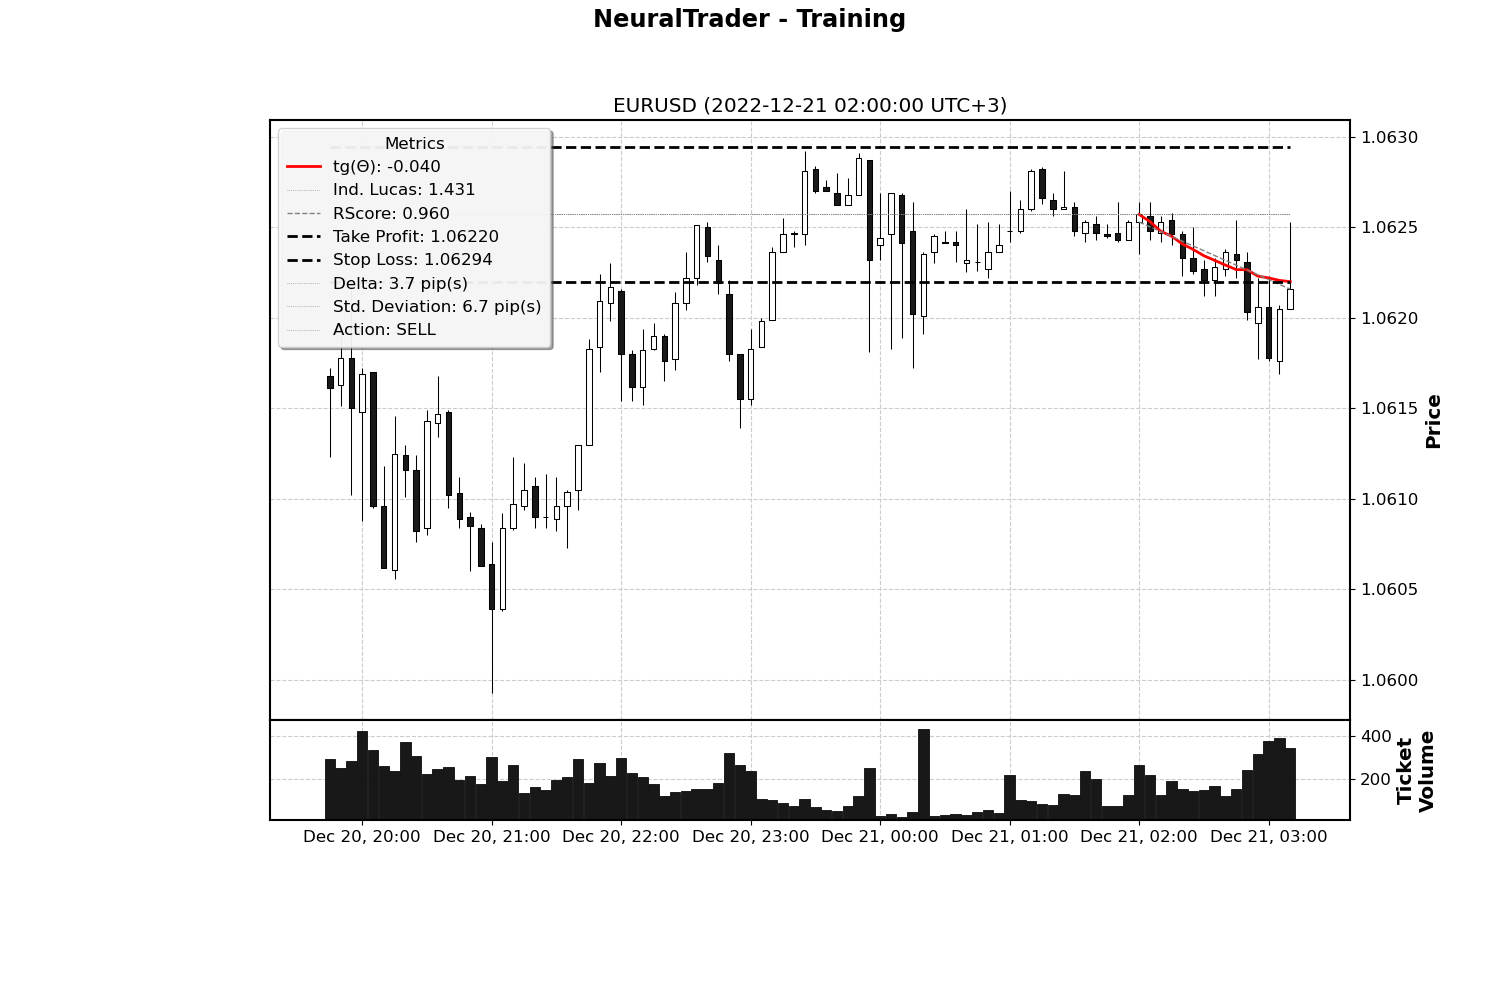 NeuralTrader - Training
EURUSD (2022-12-21 02:00:00 UTC+3)
Metrics
tg(Θ): -0.040
Ind. Lucas: 1.431
RScore: 0.960
Take Profit: 1.06220
Stop Loss: 1.06294
Delta: 3.7 pip(s)
Std. Deviation: 6.7 pip(s)
Action: SELL
1.0630
1.0625
1.0620
1.0615
1.0610
1.0605
1.0600
Price
400
200
Ticket
Volume
Dec 20, 20:00 Dec 20, 21:00 Dec 20, 22:00 Dec 20, 23:00 Dec 21, 00:00 Dec 21, 01:00 Dec 21, 02:00 Dec 21, 03:00